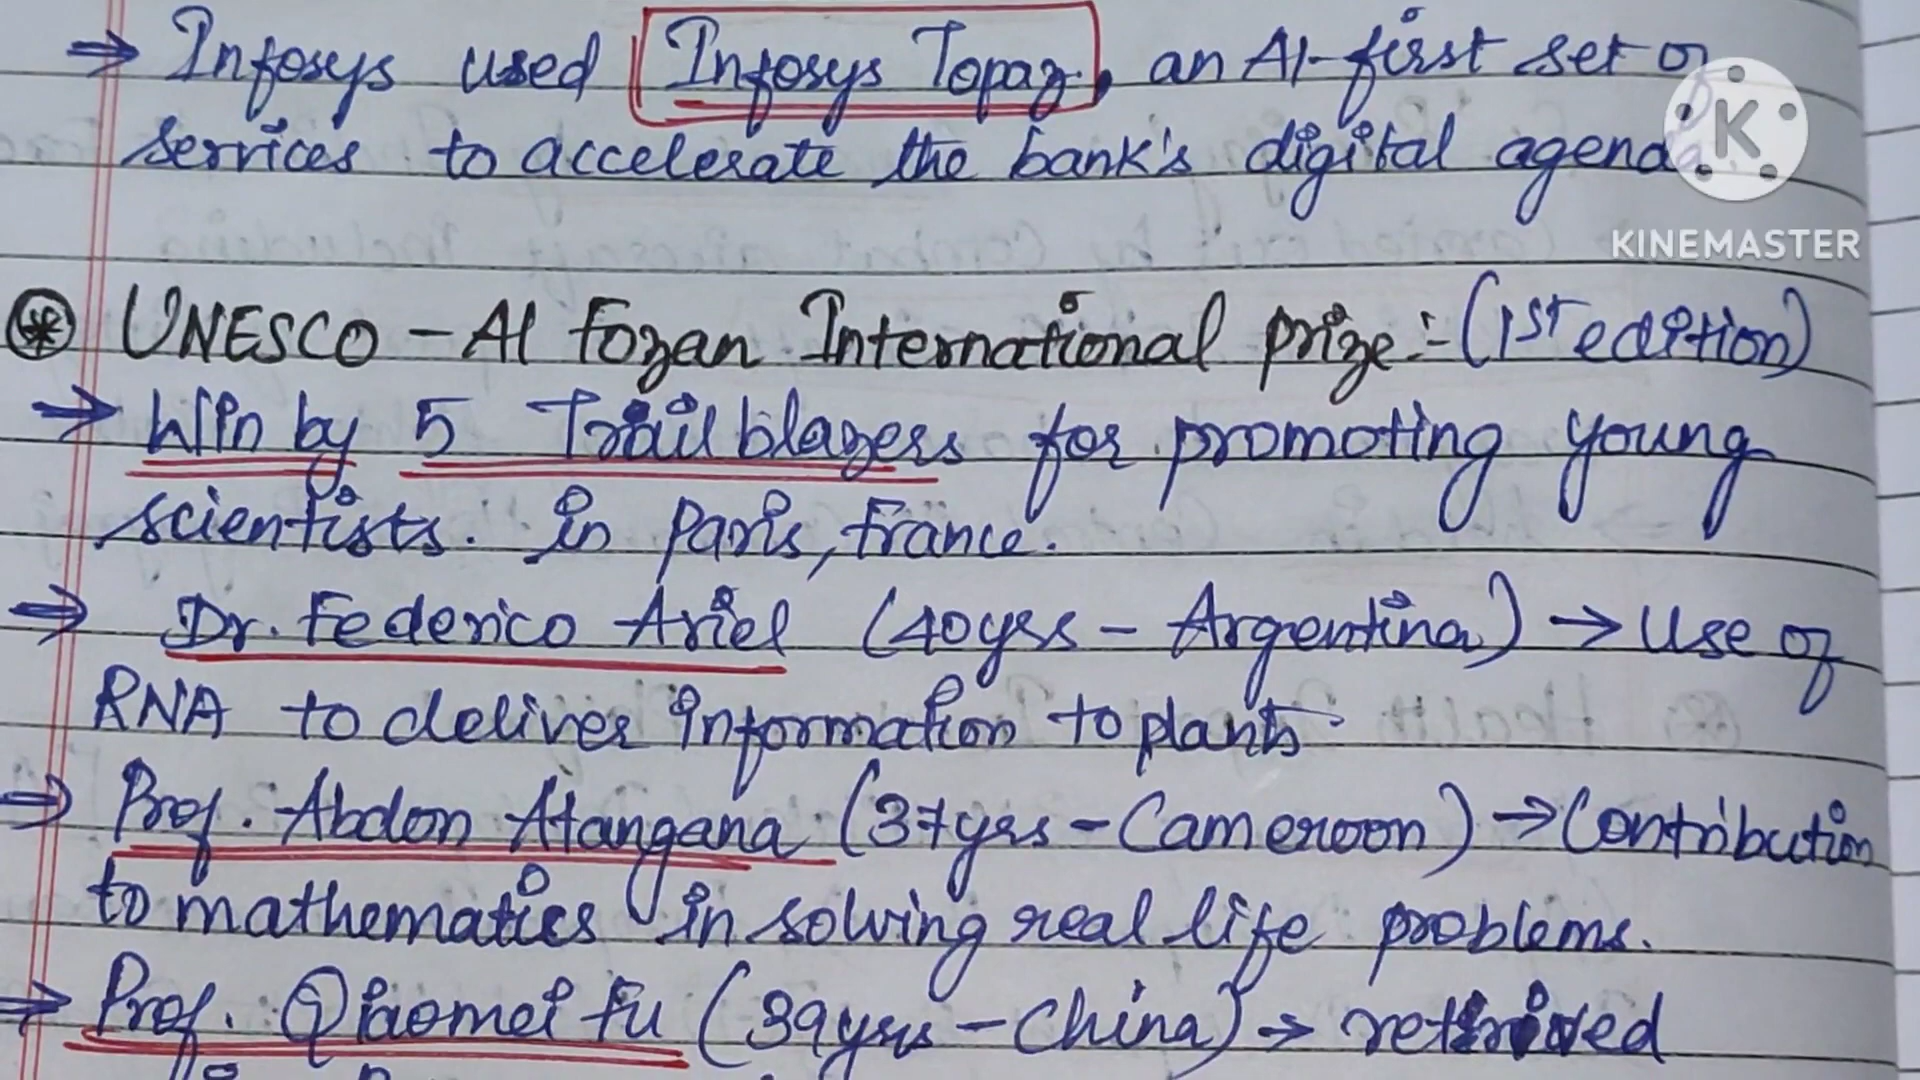 ⇒ Infosys used Infosys Topaz, an AI-first set of
services to accelerate the bank's digital agenda.
K
KINEMASTER
UNESCO - Al Fozan International prize :- (1st edition)
⇒ Win by 5 Trailblazers for promoting young
scientists. in Paris, France.
⇒ Dr. Federico Ariel (40yrs - Argentina) → Use of
RNA to deliver information to plants.
⇒ Prof. Abdon Atangana (37yrs - Cameroon) → Contribution
to mathematics in solving real life problems.
⇒ Prof. Qiaomei Fu (39yrs - China) → retrived